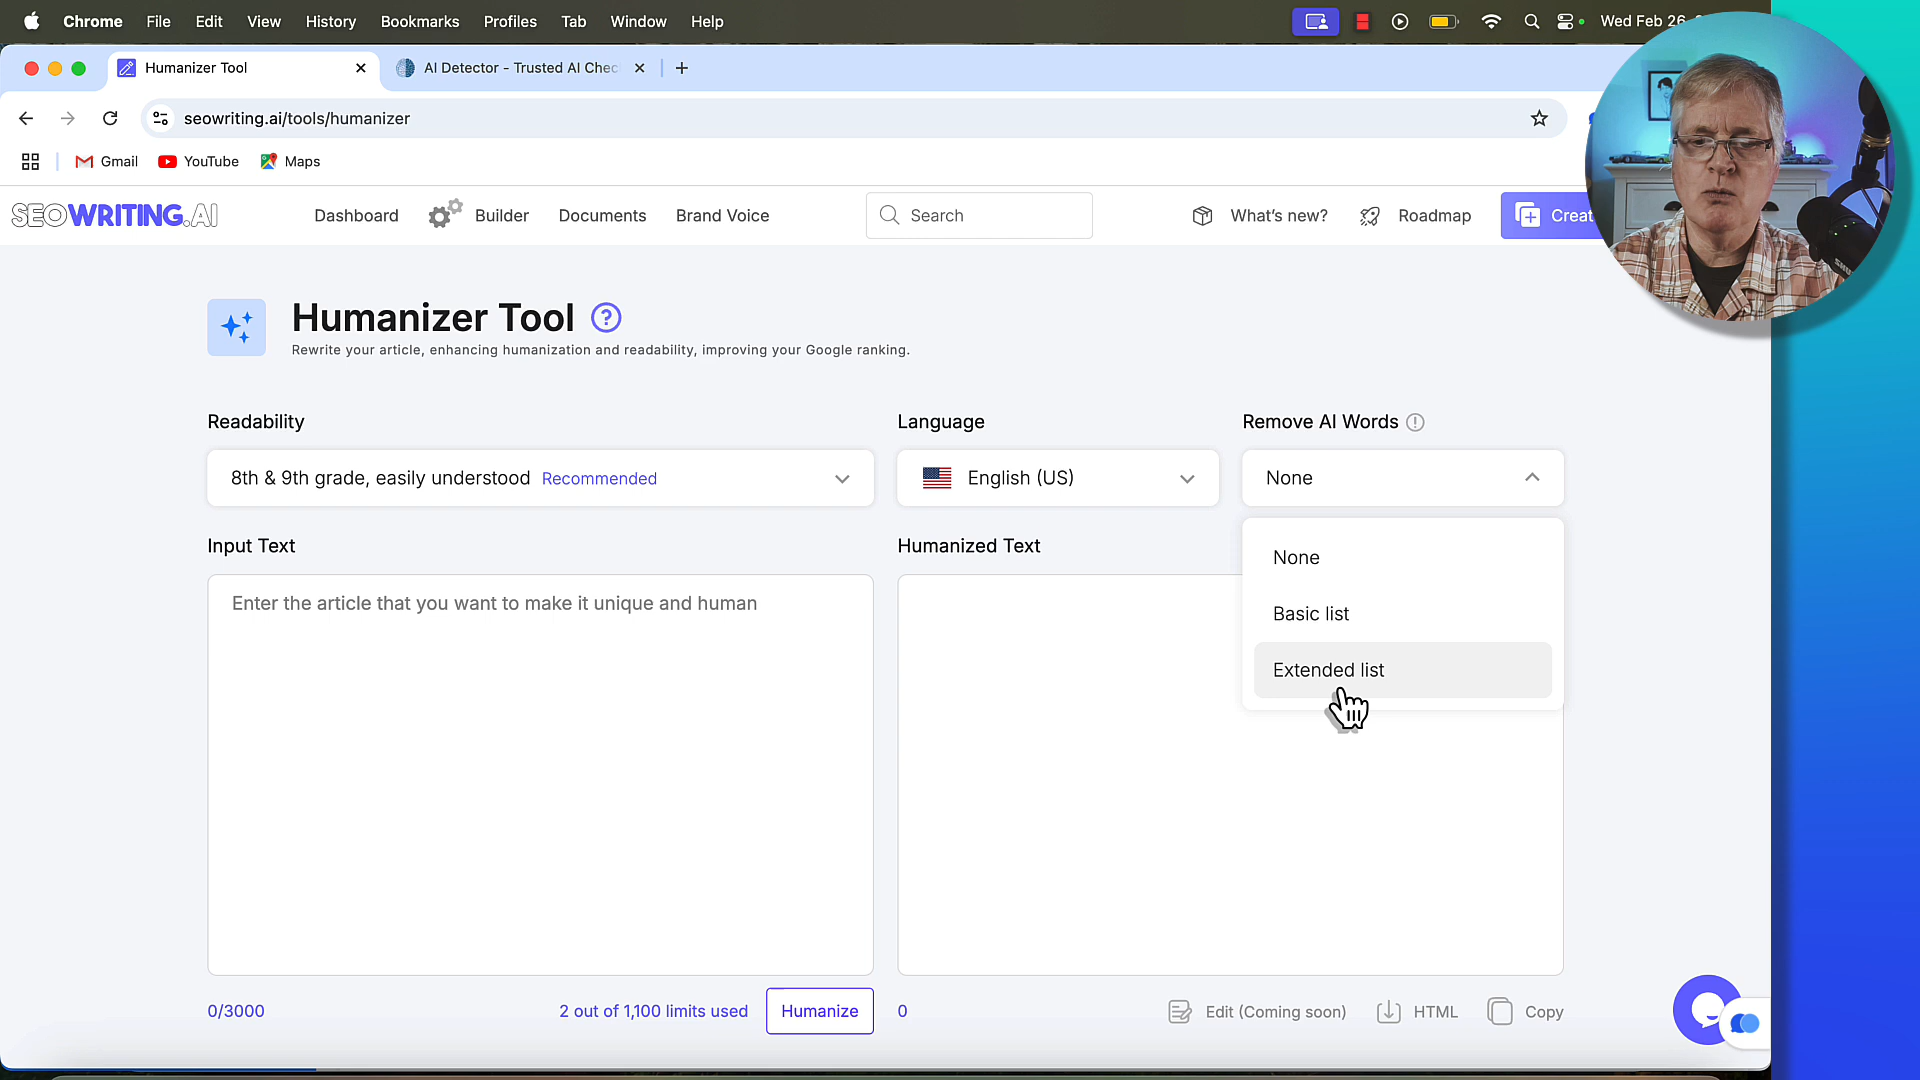 Chrome File Edit View History Bookmarks Profiles Tab Window Help Wed Feb 26
Humanizer Tool AI Detector - Trusted AI Chec
seowriting.ai/tools/humanizer
Gmail YouTube Maps
SEOWRITING.AI Dashboard Builder Documents Brand Voice Search What's new? Roadmap Creat
Humanizer Tool ?
Rewrite your article, enhancing humanization and readability, improving your Google ranking.
Readability Language Remove AI Words
8th & 9th grade, easily understood Recommended English (US) None
Input Text Humanized Text
None
Enter the article that you want to make it unique and human
Basic list
Extended list
0/3000 2 out of 1,100 limits used Humanize 0 Edit (Coming soon) HTML Copy